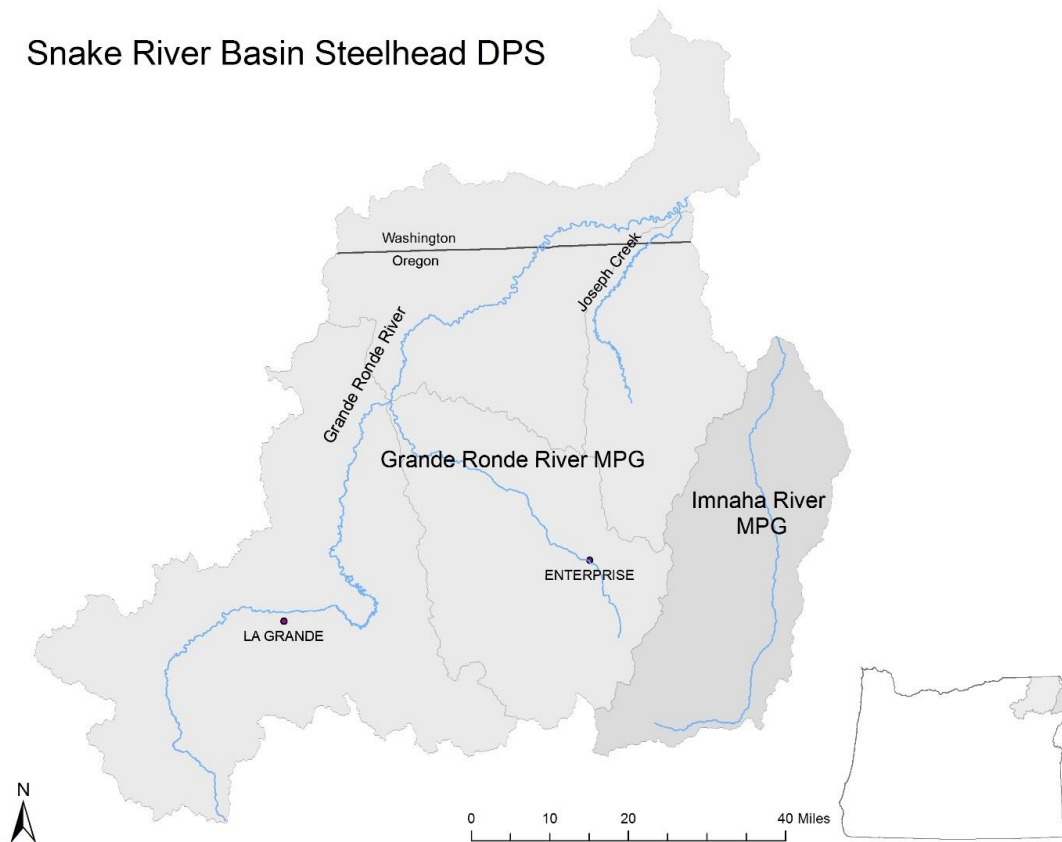 Snake River Basin Steelhead DPS
Washington
Oregon
Joseph Creek
Grande Ronde River
Grande Ronde River MPG
Imnaha River
MPG
ENTERPRISE
LA GRANDE
N
0 10 20 40 Miles